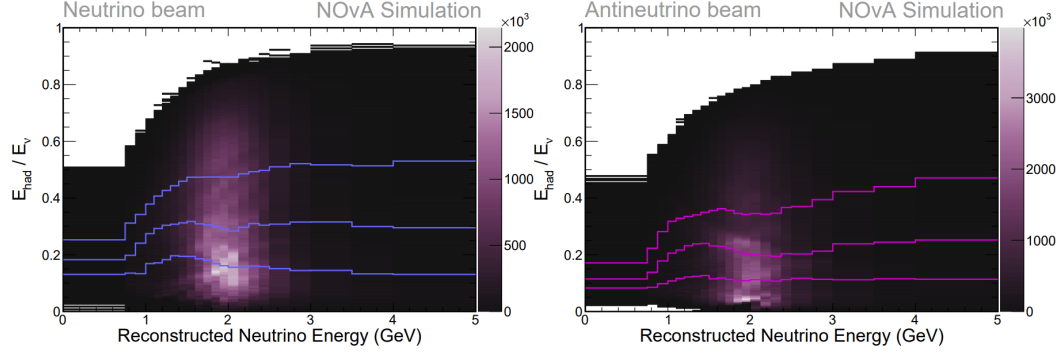 Neutrino beam NOvA Simulation
×10³
1
0.8
0.6
0.4
0.2
0
E_had / E_ν
0 1 2 3 4 5
Reconstructed Neutrino Energy (GeV)
2000
1500
1000
500
0
Antineutrino beam NOvA Simulation
×10³
1
0.8
0.6
0.4
0.2
0
E_had / E_ν
0 1 2 3 4 5
Reconstructed Neutrino Energy (GeV)
3000
2000
1000
0